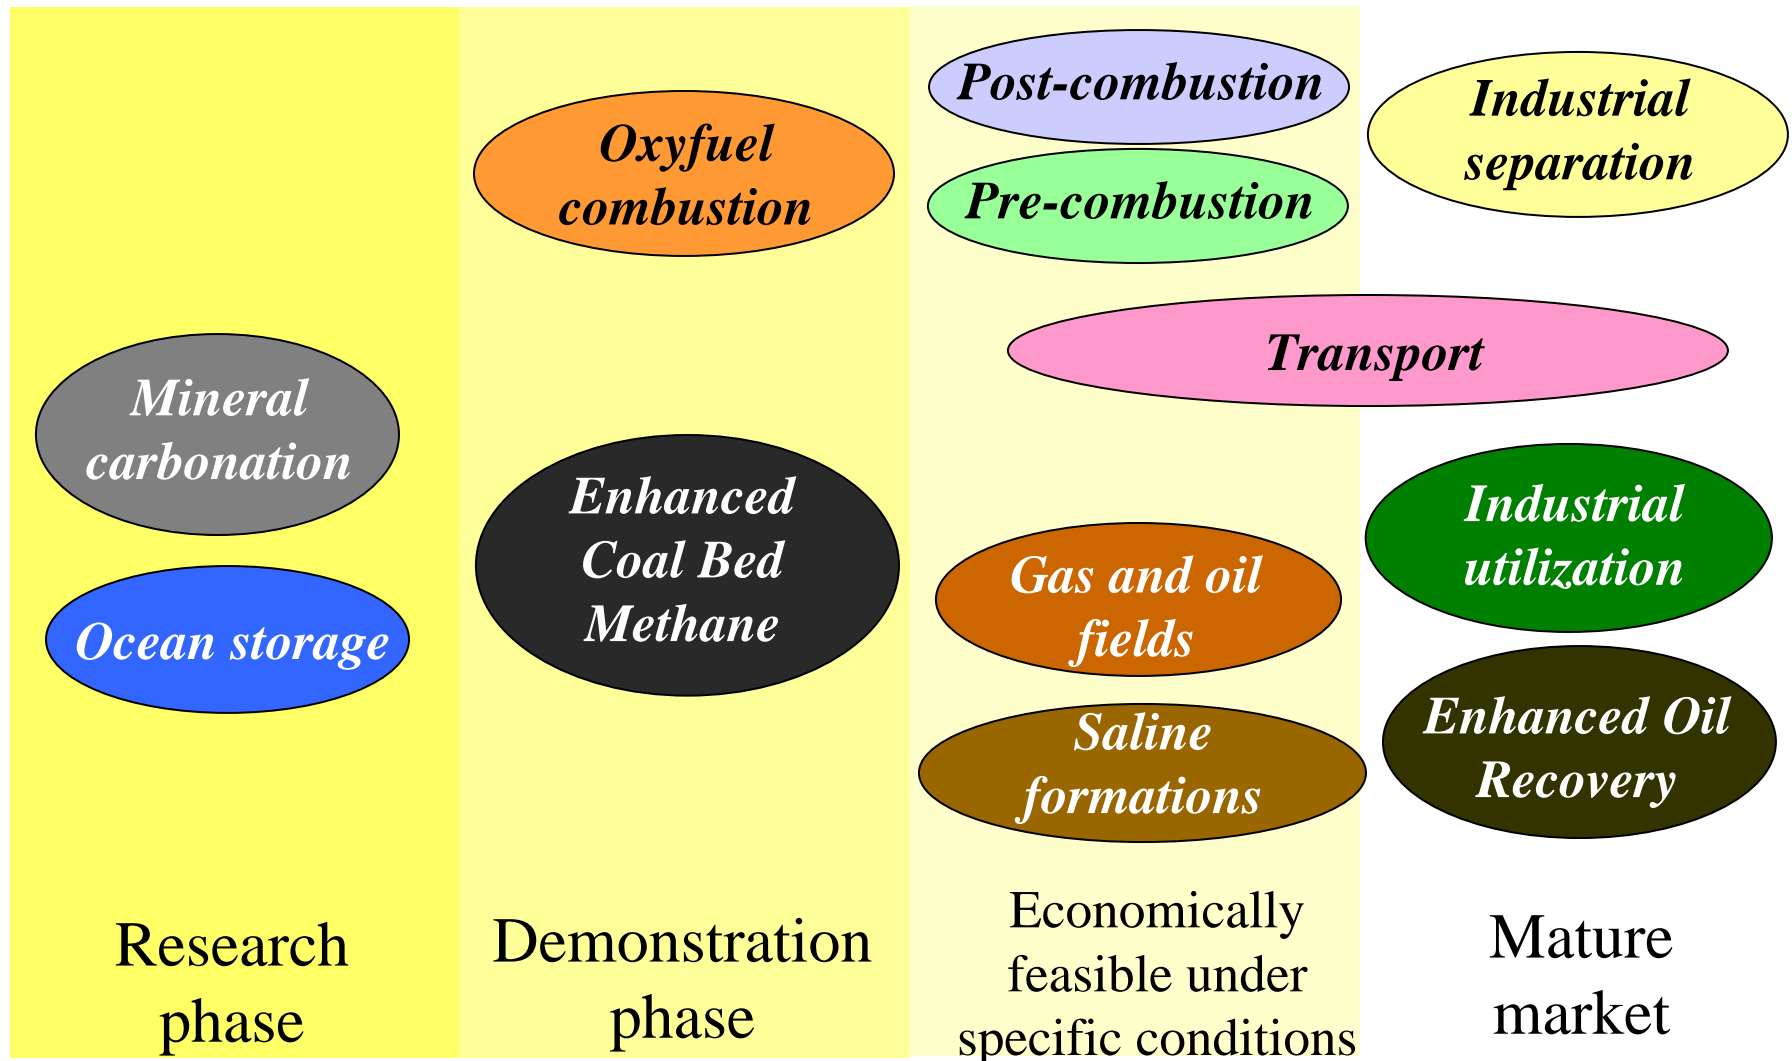 Post-combustion
Industrial
separation
Oxyfuel
combustion
Pre-combustion
Transport
Mineral
carbonation
Enhanced
Coal Bed
Methane
Industrial
utilization
Gas and oil
fields
Ocean storage
Enhanced Oil
Recovery
Saline
formations
Research
phase
Demonstration
phase
Economically
feasible under
specific conditions
Mature
market